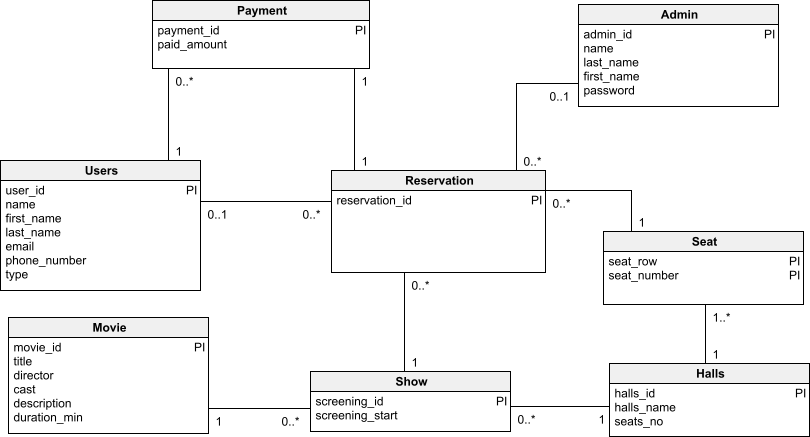 Payment
payment_id PI
paid_amount
Admin
admin_id PI
name
last_name
first_name
password
0..*
1
0..1
1
1
0..*
Users
user_id PI
name
first_name
last_name
email
phone_number
type
0..1
0..*
Reservation
reservation_id PI
0..*
1
Seat
seat_row PI
seat_number PI
0..*
1
1..*
1
Movie
movie_id PI
title
director
cast
description
duration_min
1
0..*
Show
screening_id PI
screening_start
0..*
1
Halls
halls_id PI
halls_name
seats_no